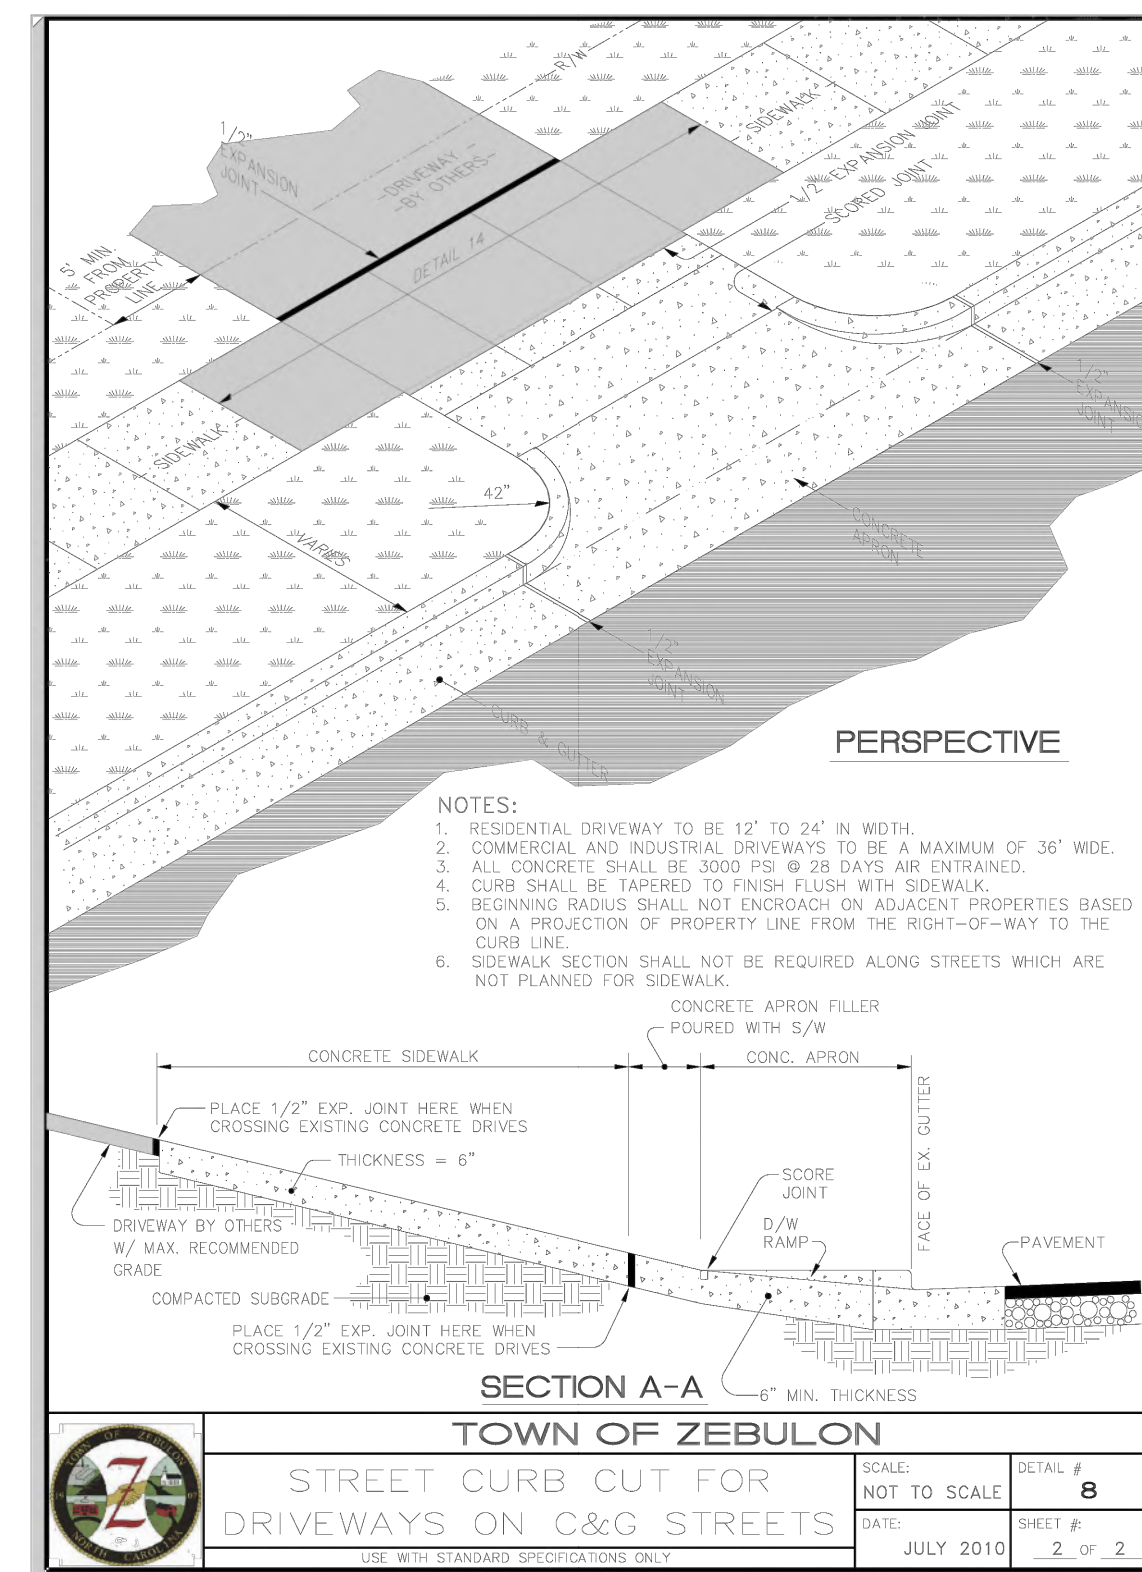 R/W
1/2"
EXPANSION
JOINT
SIDEWALK
-DRIVEWAY -
-BY OTHERS-
1/2" EXPANSION JOINT
SCORED JOINT
DETAIL 14
5' MIN.
FROM
PROPERTY
LINE
1/2"
EXPANSIO
JOINT
SIDEWALK
42"
CONCRETE
APRON
VARIES
1/2"
EXPANSION
JOINT
CURB & GUTTER
PERSPECTIVE
NOTES:
1. RESIDENTIAL DRIVEWAY TO BE 12' TO 24' IN WIDTH.
2. COMMERCIAL AND INDUSTRIAL DRIVEWAYS TO BE A MAXIMUM OF 36' WIDE.
3. ALL CONCRETE SHALL BE 3000 PSI @ 28 DAYS AIR ENTRAINED.
4. CURB SHALL BE TAPERED TO FINISH FLUSH WITH SIDEWALK.
5. BEGINNING RADIUS SHALL NOT ENCROACH ON ADJACENT PROPERTIES BASED
ON A PROJECTION OF PROPERTY LINE FROM THE RIGHT-OF-WAY TO THE
CURB LINE.
6. SIDEWALK SECTION SHALL NOT BE REQUIRED ALONG STREETS WHICH ARE
NOT PLANNED FOR SIDEWALK.
CONCRETE APRON FILLER
POURED WITH S/W
CONCRETE SIDEWALK
CONC. APRON
FACE OF EX. GUTTER
PLACE 1/2" EXP. JOINT HERE WHEN
CROSSING EXISTING CONCRETE DRIVES
THICKNESS = 6"
SCORE
JOINT
D/W
RAMP
PAVEMENT
DRIVEWAY BY OTHERS
W/ MAX. RECOMMENDED
GRADE
COMPACTED SUBGRADE
PLACE 1/2" EXP. JOINT HERE WHEN
CROSSING EXISTING CONCRETE DRIVES
6" MIN. THICKNESS
SECTION A-A
TOWN OF ZEBULON
TOWN OF ZEBULON
19 07
Z
NORTH CAROLINA
STREET CURB CUT FOR
DRIVEWAYS ON C&G STREETS
USE WITH STANDARD SPECIFICATIONS ONLY
SCALE:
NOT TO SCALE
DETAIL #
8
DATE:
JULY 2010
SHEET #:
2 OF 2